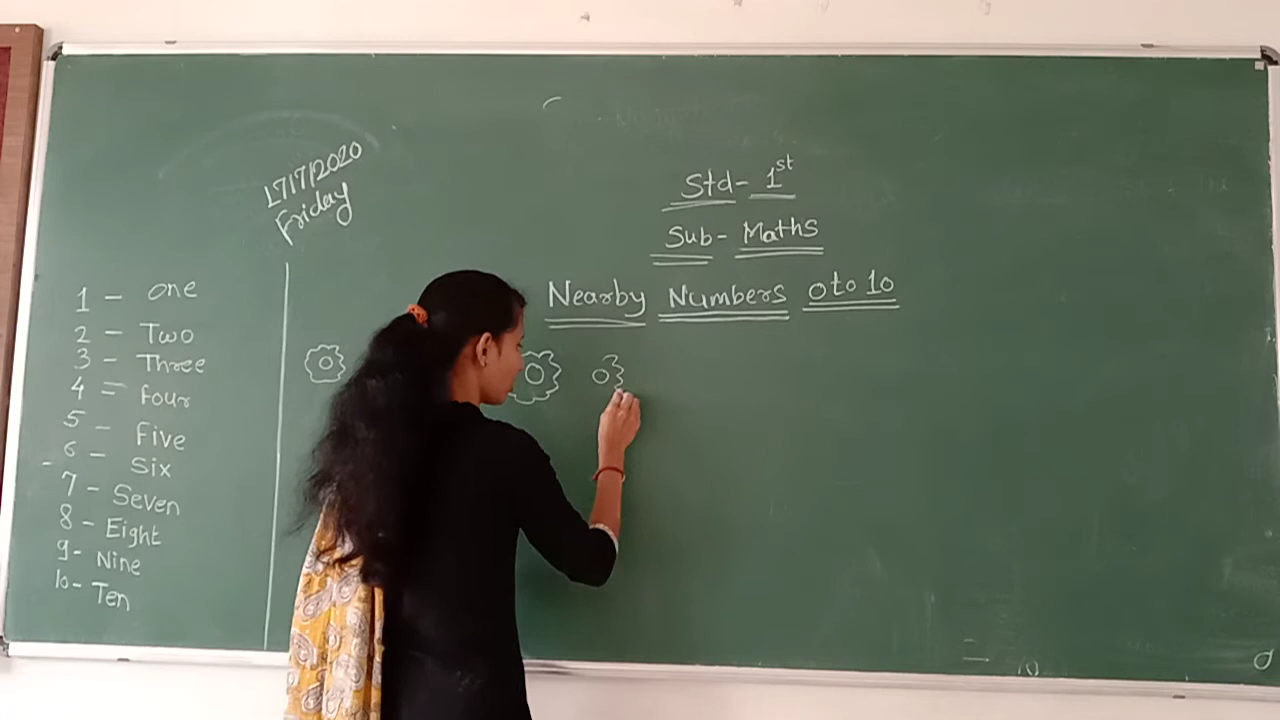 17/7/2020
Friday
Std- 1st
Sub- Maths
Nearby Numbers 0 to 10
1 - one
2 - Two
3 - Three
4 = Four
5 - Five
6 - Six
7 - Seven
8 - Eight
9- Nine
10- Ten